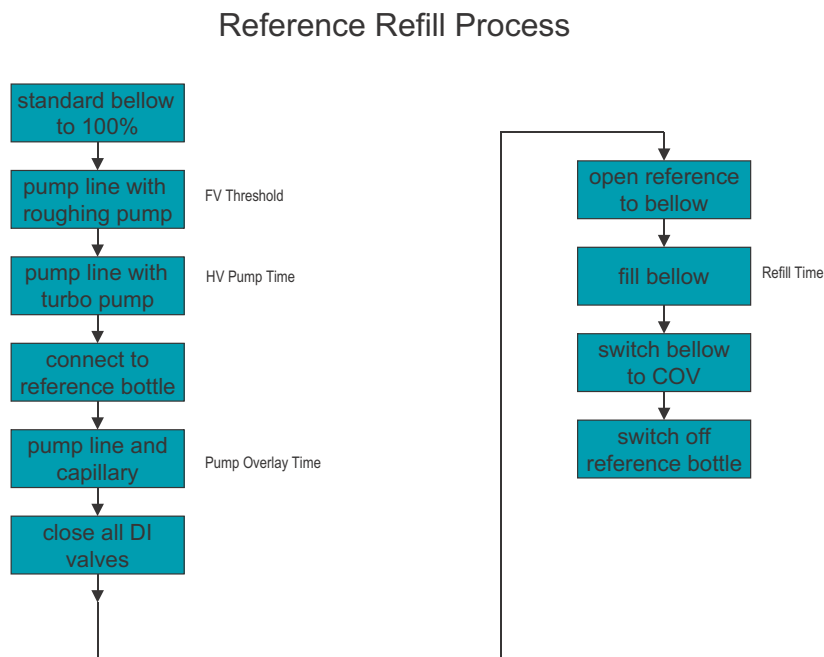 Reference Refill Process
standard bellow
to 100%
pump line with
roughing pump
FV Threshold
pump line with
turbo pump
HV Pump Time
connect to
reference bottle
pump line and
capillary
Pump Overlay Time
close all DI
valves
open reference
to bellow
fill bellow
Refill Time
switch bellow
to COV
switch off
reference bottle